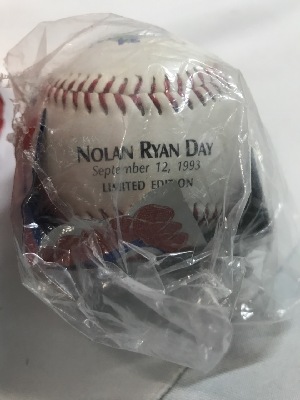 NOLAN RYAN DAY
September 12, 1993
LIMITED EDITION